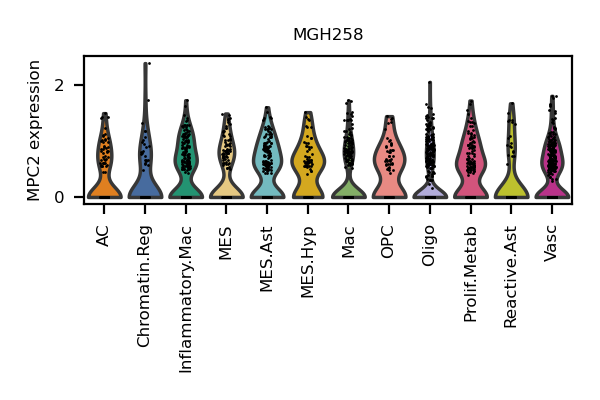 MGH258
MPC2 expression
2
0
AC
Chromatin.Reg
Inflammatory.Mac
MES
MES.Ast
MES.Hyp
Mac
OPC
Oligo
Prolif.Metab
Reactive.Ast
Vasc